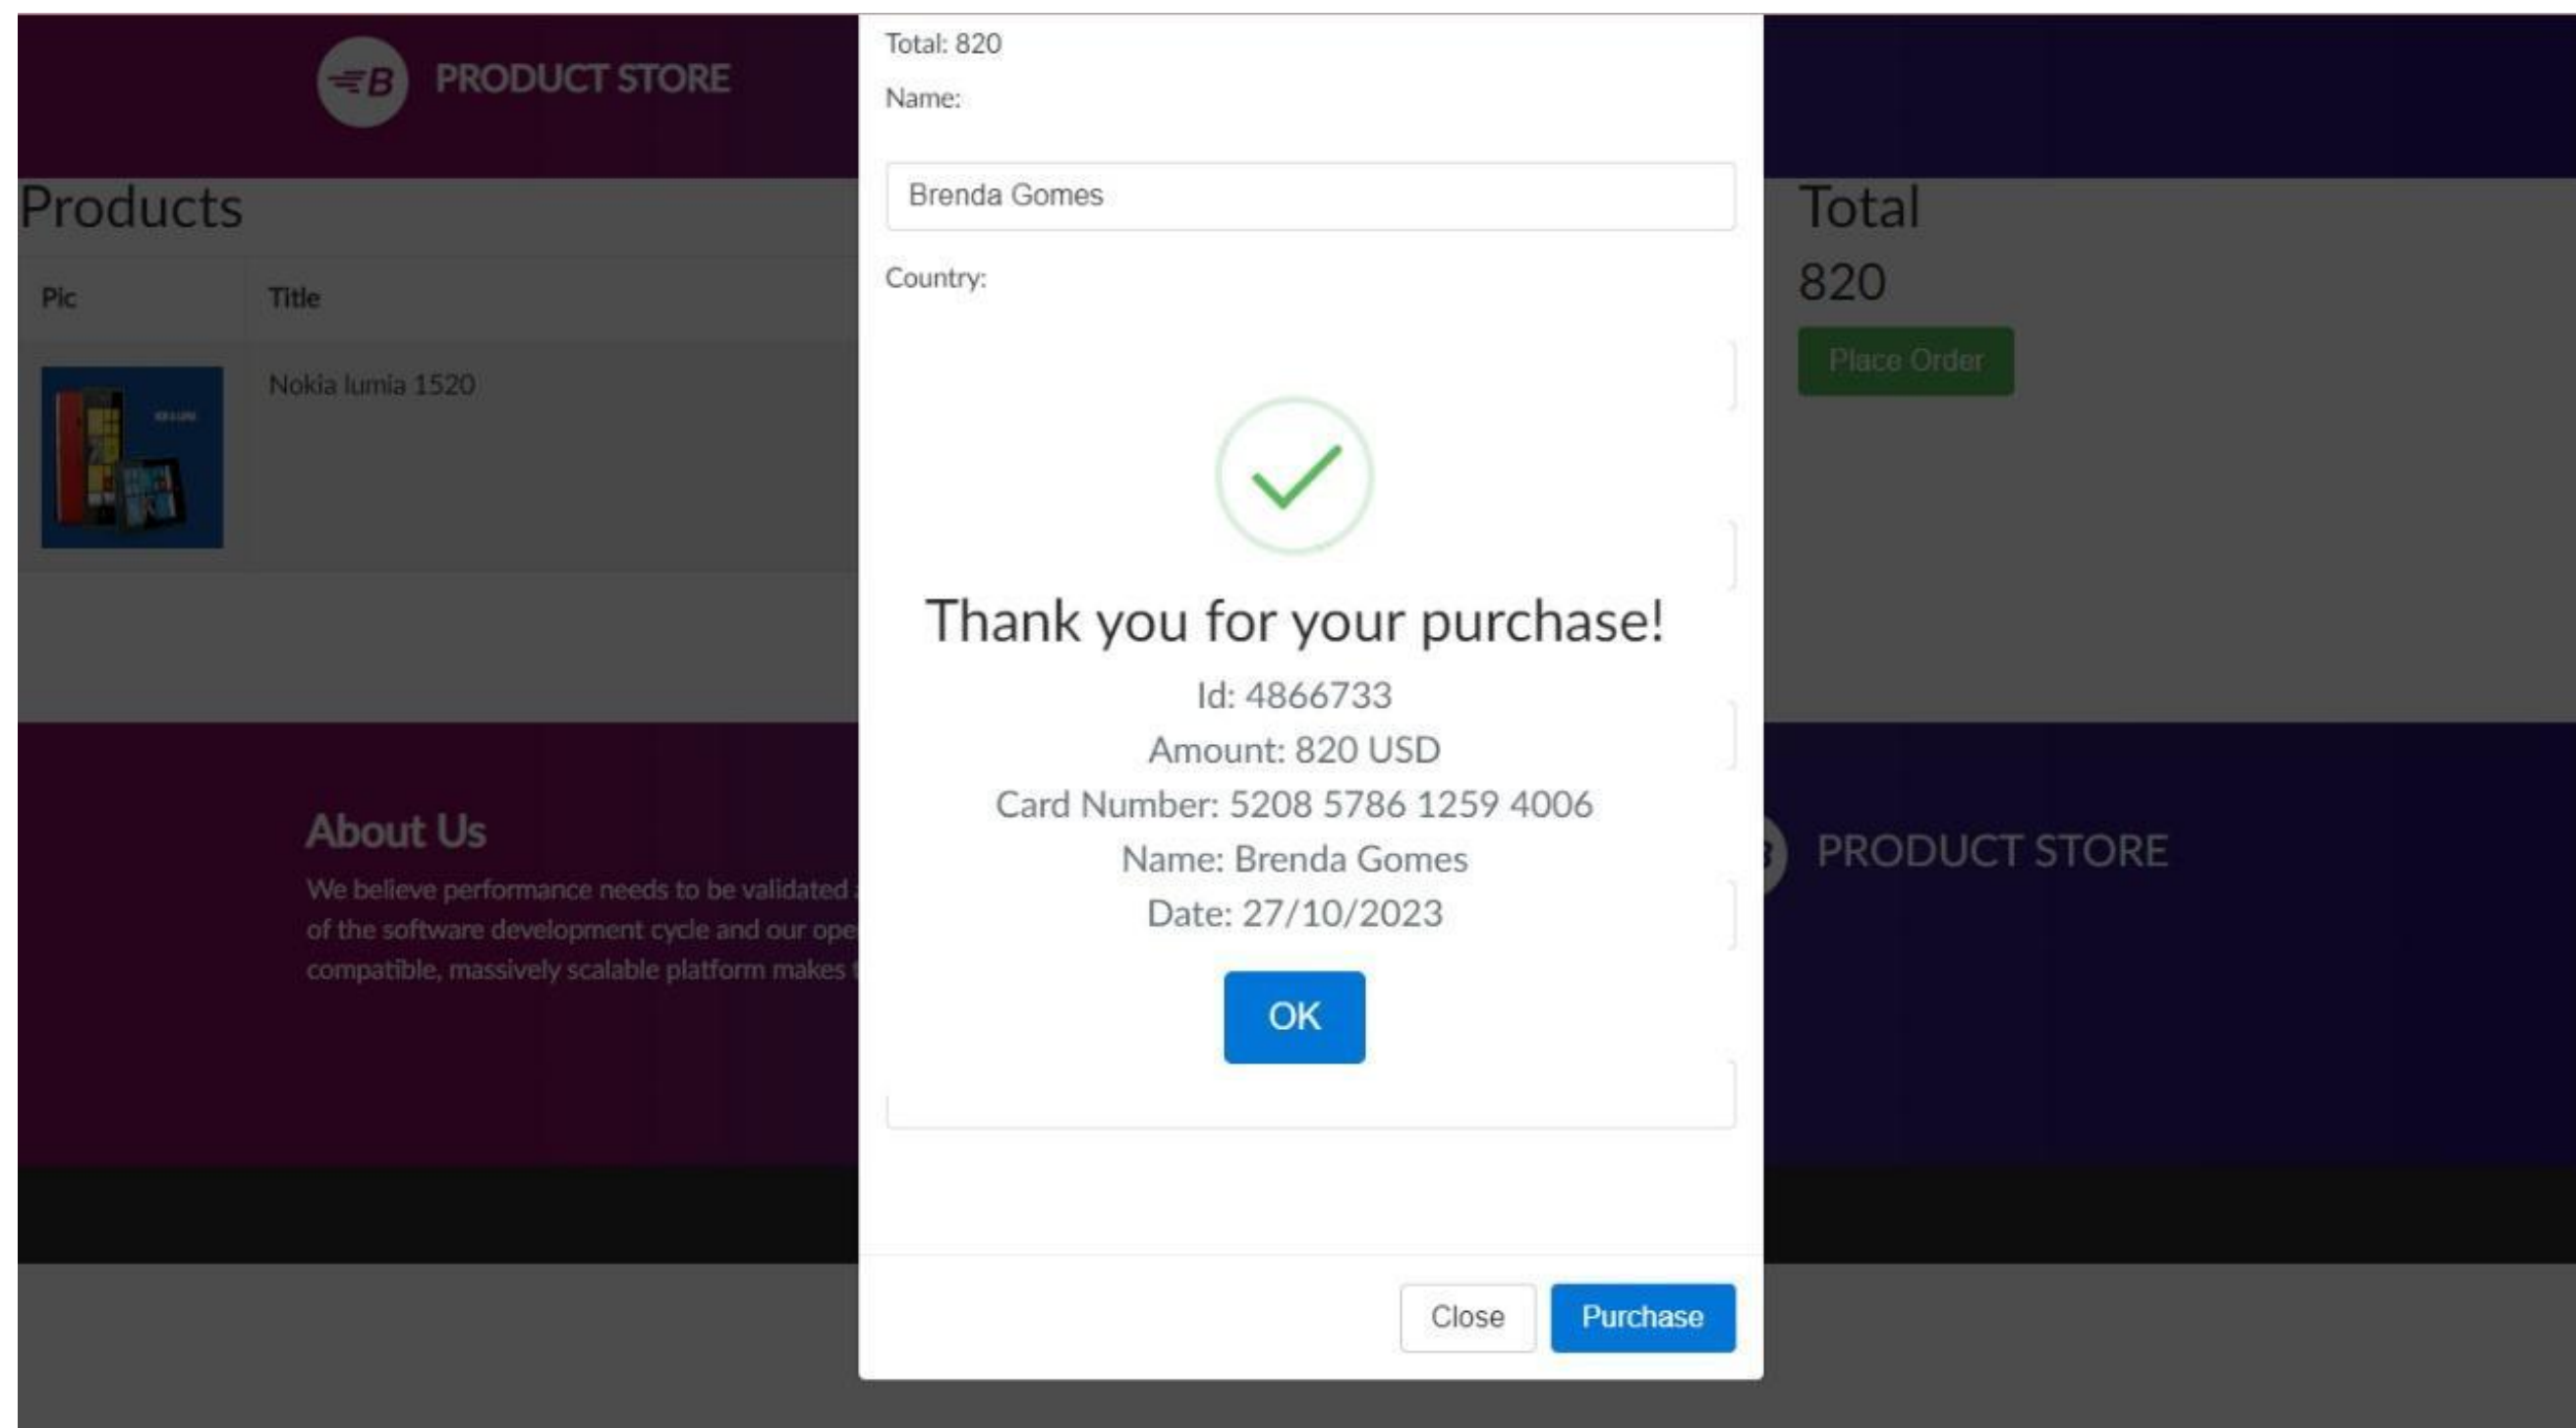 PRODUCT STORE
Products
Pic Title
Nokia lumia 1520
Total: 820
Name:
Brenda Gomes
Country:
Thank you for your purchase!
Id: 4866733
Amount: 820 USD
Card Number: 5208 5786 1259 4006
Name: Brenda Gomes
Date: 27/10/2023
OK
Close Purchase
Total
820
Place Order
About Us
We believe performance needs to be validated
of the software development cycle and our ope
compatible, massively scalable platform makes t
PRODUCT STORE